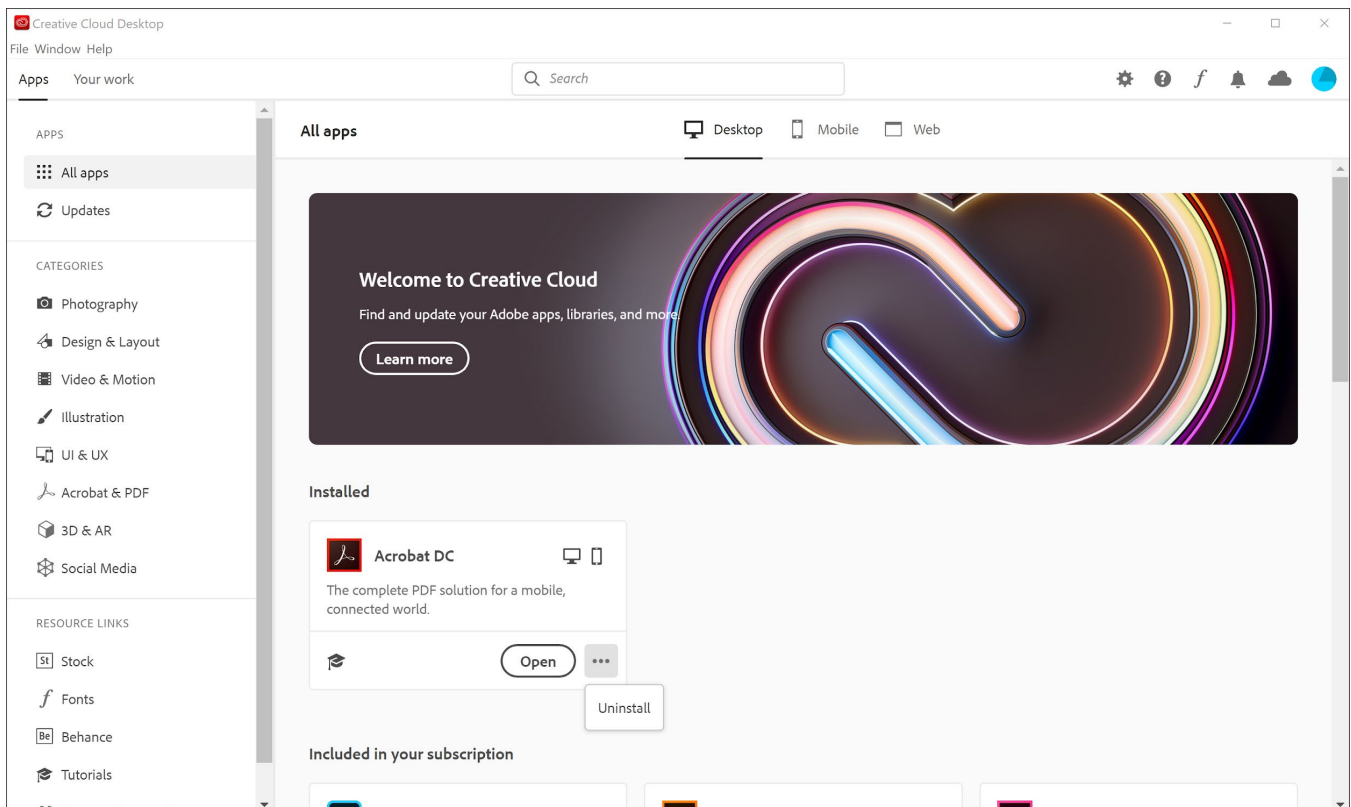 Creative Cloud Desktop
File Window Help
Apps Your work Search
APPS
All apps
Updates
CATEGORIES
Photography
Design & Layout
Video & Motion
Illustration
UI & UX
Acrobat & PDF
3D & AR
Social Media
RESOURCE LINKS
St Stock
Fonts
Be Behance
Tutorials
All apps Desktop Mobile Web
Welcome to Creative Cloud
Find and update your Adobe apps, libraries, and more.
Learn more
Installed
Acrobat DC
The complete PDF solution for a mobile,
connected world.
Open
Uninstall
Included in your subscription